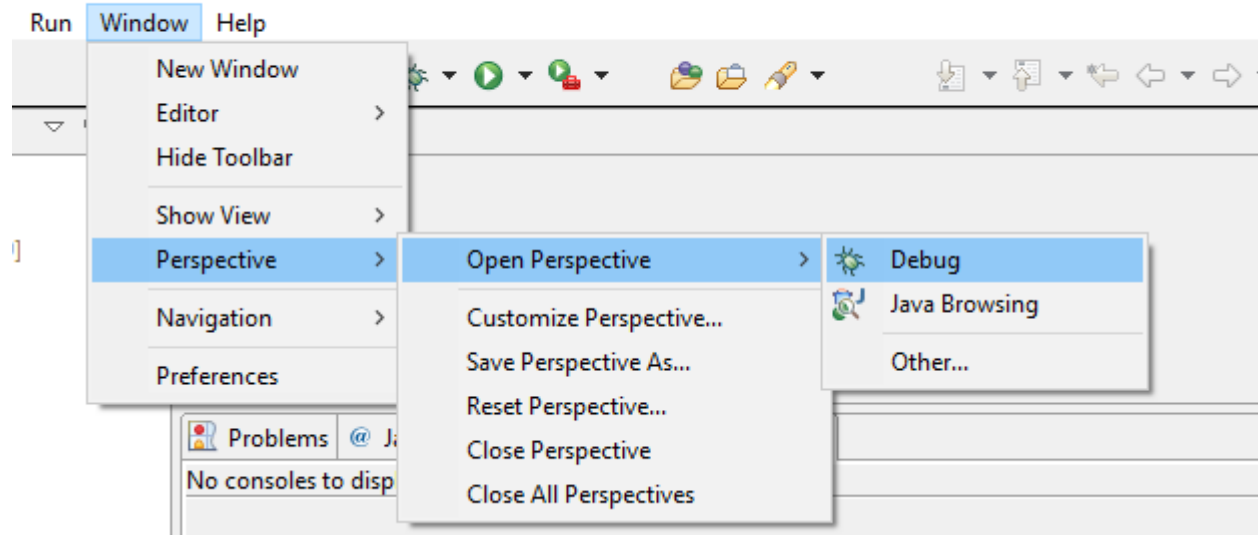 Run Window Help
New Window
Editor
Hide Toolbar
Show View
Perspective
Navigation
Preferences
Open Perspective
Customize Perspective...
Save Perspective As...
Reset Perspective...
Close Perspective
Close All Perspectives
Debug
Java Browsing
Other...
Problems @
No consoles to